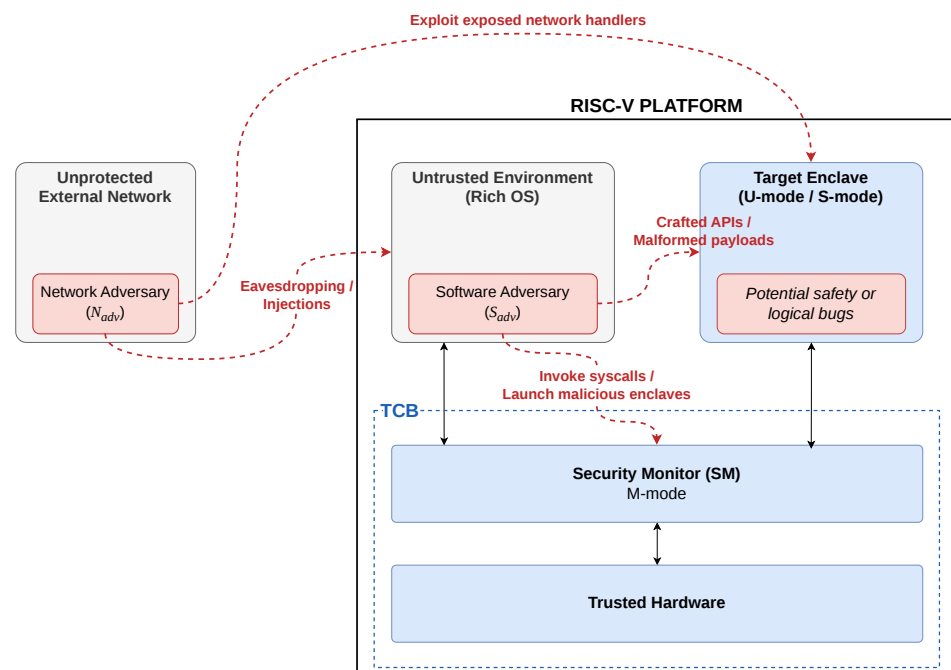 Exploit exposed network handlers
RISC-V PLATFORM
Unprotected
External Network
Network Adversary
(Nadv)
Eavesdropping /
Injections
Untrusted Environment
(Rich OS)
Software Adversary
(Sadv)
Crafted APIs /
Malformed payloads
Target Enclave
(U-mode / S-mode)
Potential safety or
logical bugs
Invoke syscalls /
Launch malicious enclaves
TCB
Security Monitor (SM)
M-mode
Trusted Hardware